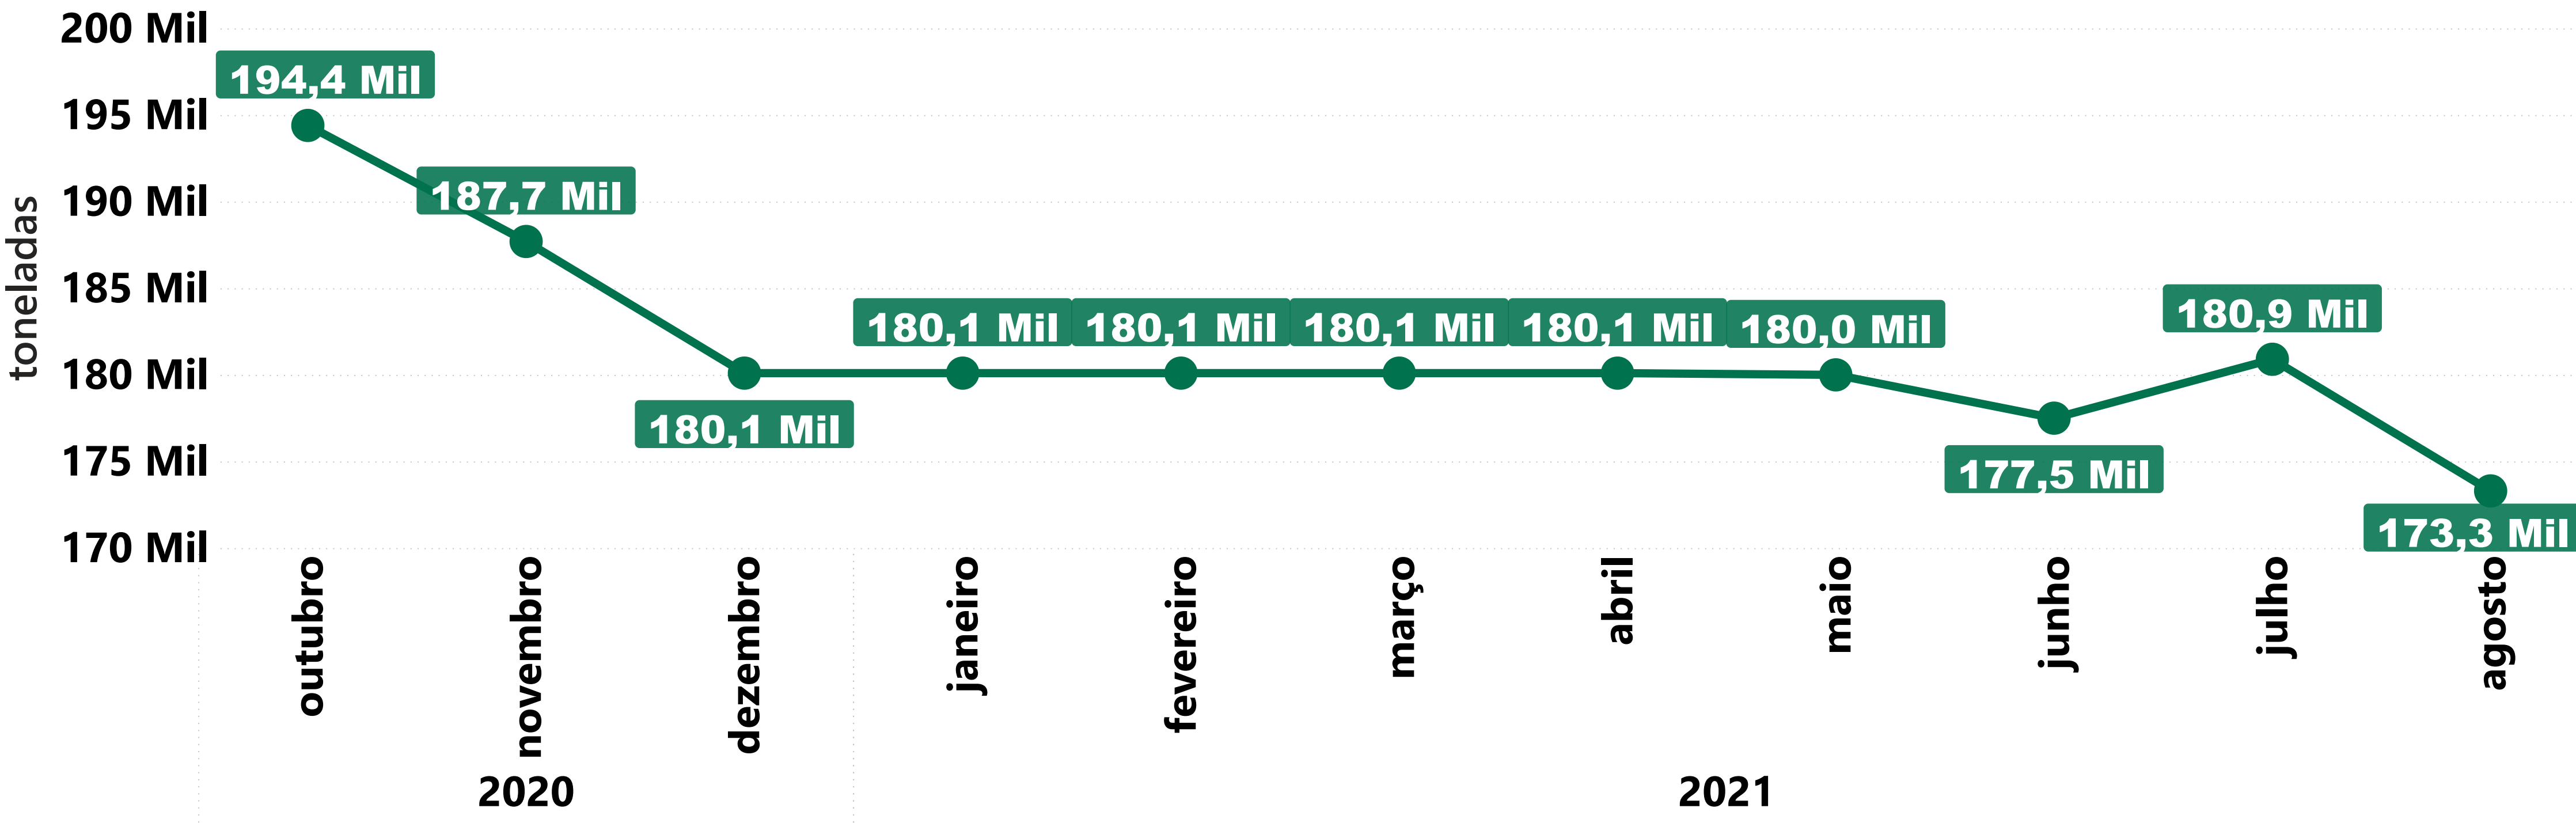 toneladas
200 Mil
195 Mil
190 Mil
185 Mil
180 Mil
175 Mil
170 Mil
194,4 Mil
187,7 Mil
180,1 Mil
180,1 Mil
180,1 Mil
180,1 Mil
180,1 Mil
180,0 Mil
177,5 Mil
180,9 Mil
173,3 Mil
outubro
novembro
dezembro
janeiro
fevereiro
março
abril
maio
junho
julho
agosto
2020
2021